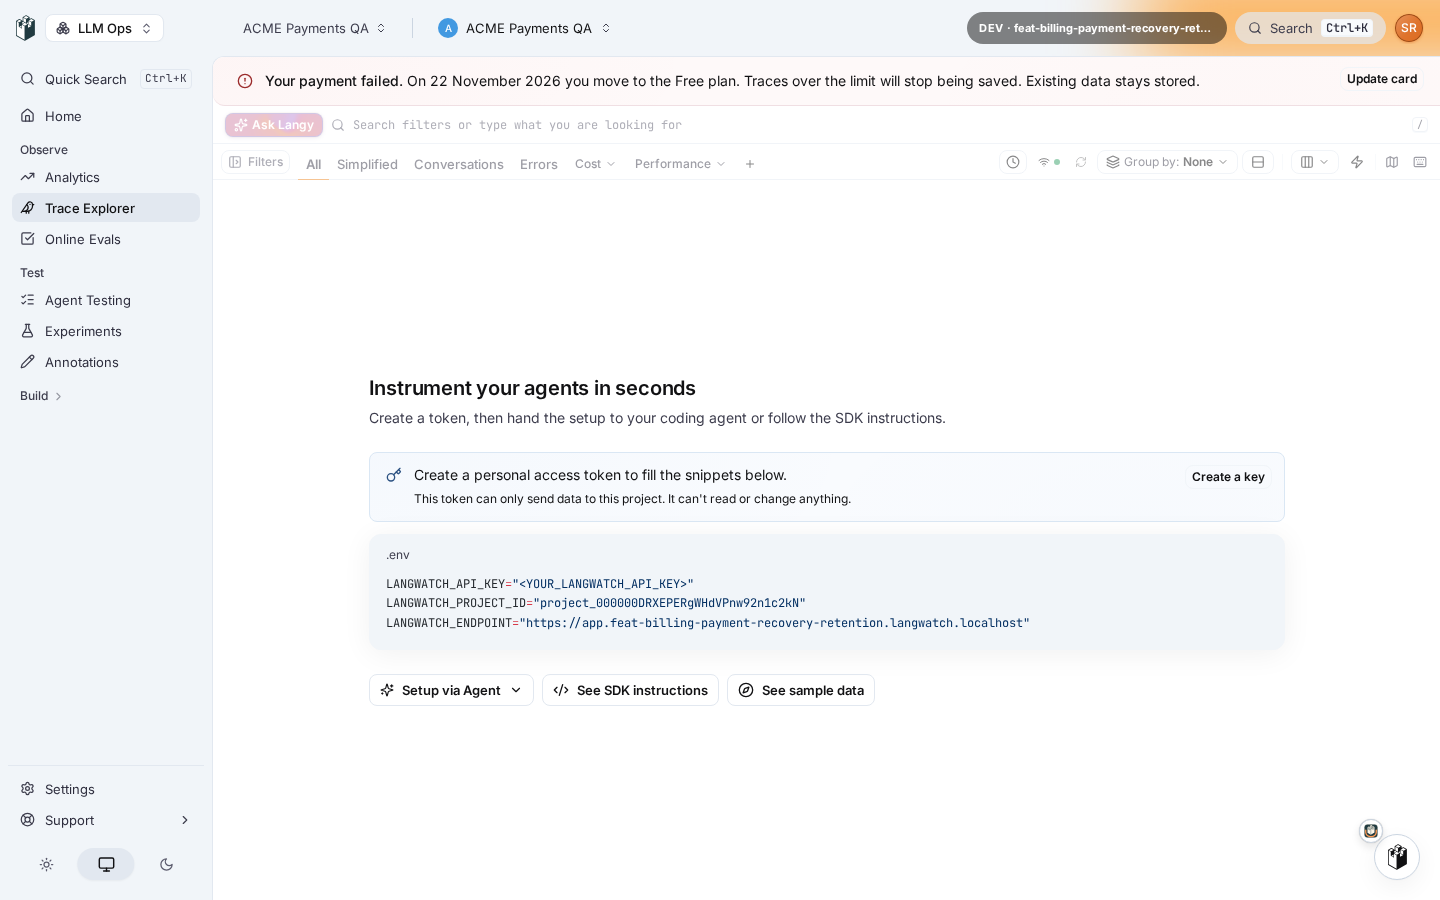 LLM Ops
ACME Payments QA
A
ACME Payments QA
DEV · feat-billing-payment-recovery-ret...
Search Ctrl+K
SR
Quick Search Ctrl+K
Home
Observe
Analytics
Trace Explorer
Online Evals
Test
Agent Testing
Experiments
Annotations
Build
Settings
Support
Your payment failed. On 22 November 2026 you move to the Free plan. Traces over the limit will stop being saved. Existing data stays stored.
Update card
Ask Langy
Search filters or type what you are looking for
/
Filters
All
Simplified
Conversations
Errors
Cost
Performance
Group by: None
Instrument your agents in seconds
Create a token, then hand the setup to your coding agent or follow the SDK instructions.
Create a personal access token to fill the snippets below.
Create a key
This token can only send data to this project. It can't read or change anything.
.env
LANGWATCH_API_KEY="<YOUR_LANGWATCH_API_KEY>"
LANGWATCH_PROJECT_ID="project_000000DRXEPERgWHdVPnw92n1c2kN"
LANGWATCH_ENDPOINT="https://app.feat-billing-payment-recovery-retention.langwatch.localhost"
Setup via Agent
See SDK instructions
See sample data